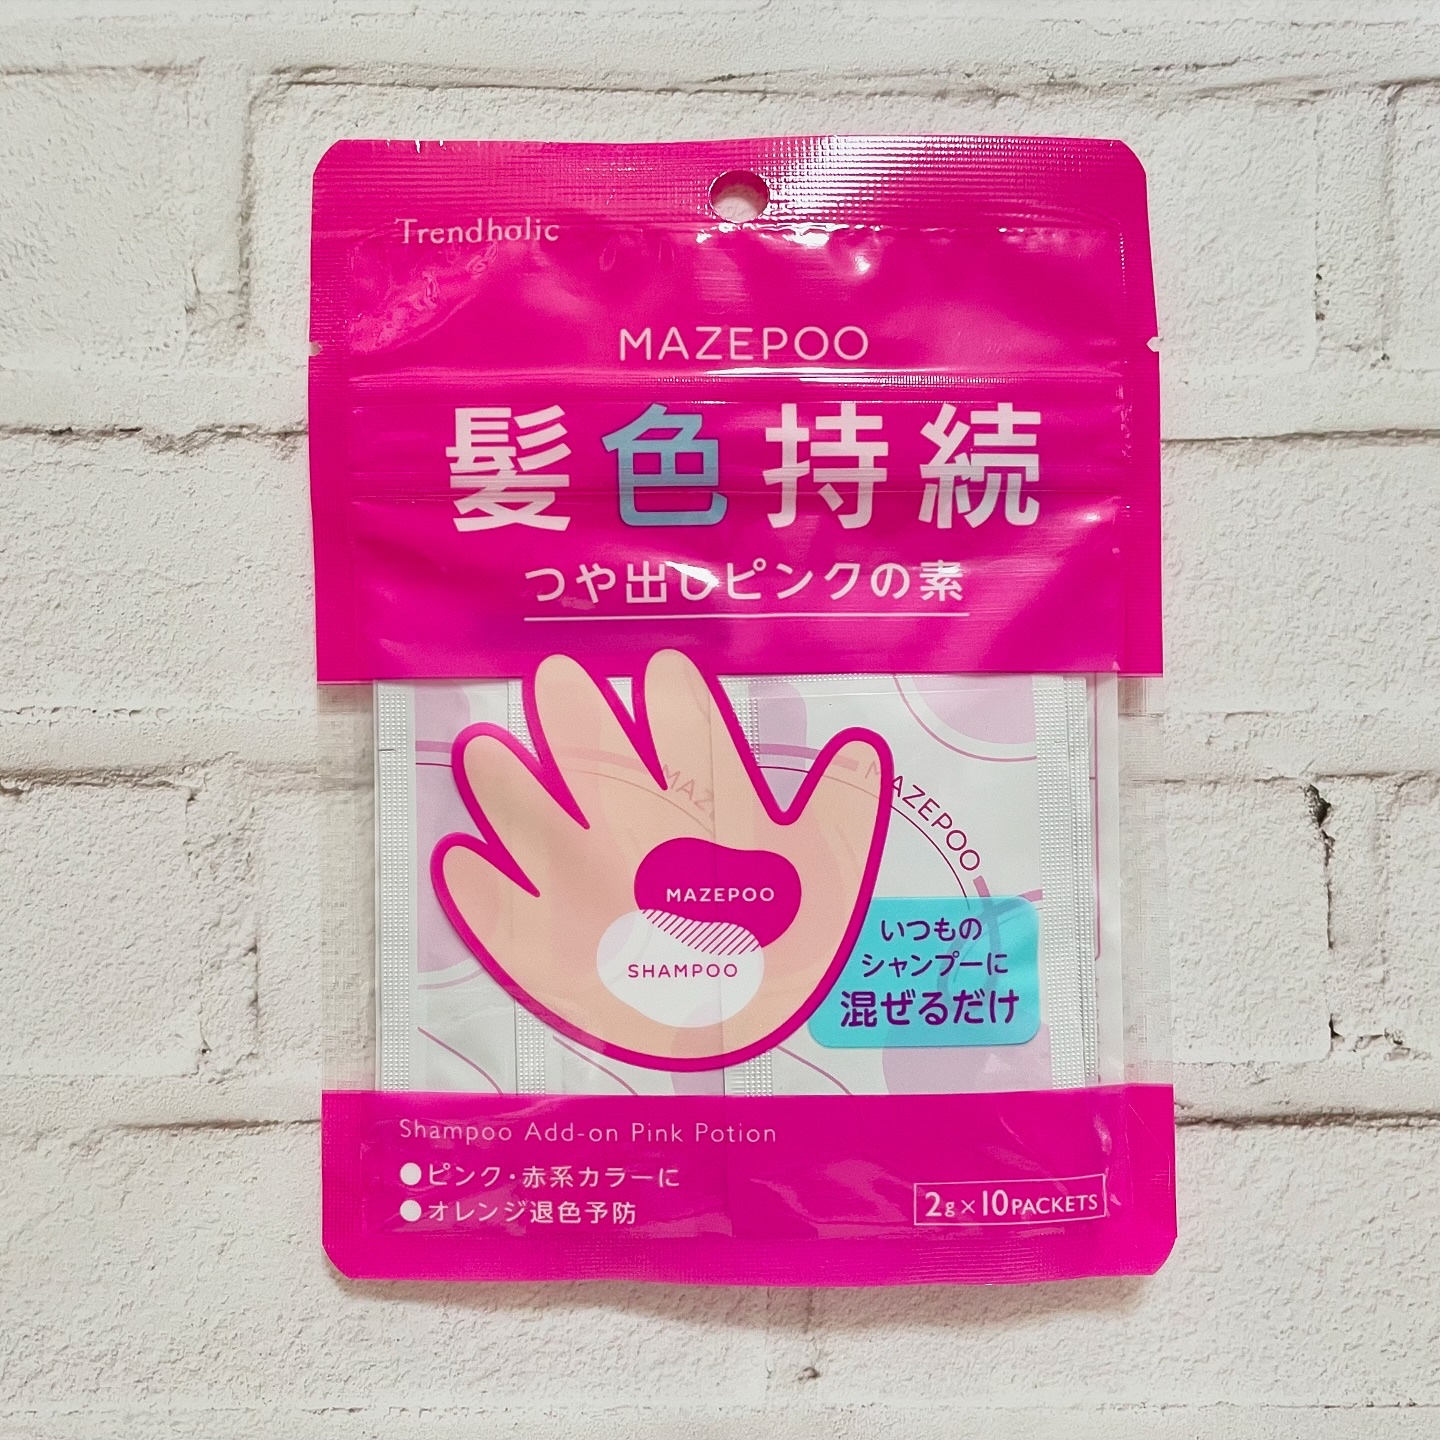 Trendholic
MAZEPOO
髪色持続
つや出しピンクの素
MAZEPOO
MAZEPOO
SHAMPOO
いつもの
シャンプーに
混ぜるだけ
Shampoo Add-on Pink Potion
●ピンク・赤系カラーに
●オレンジ退色予防
2g×10PACKETS